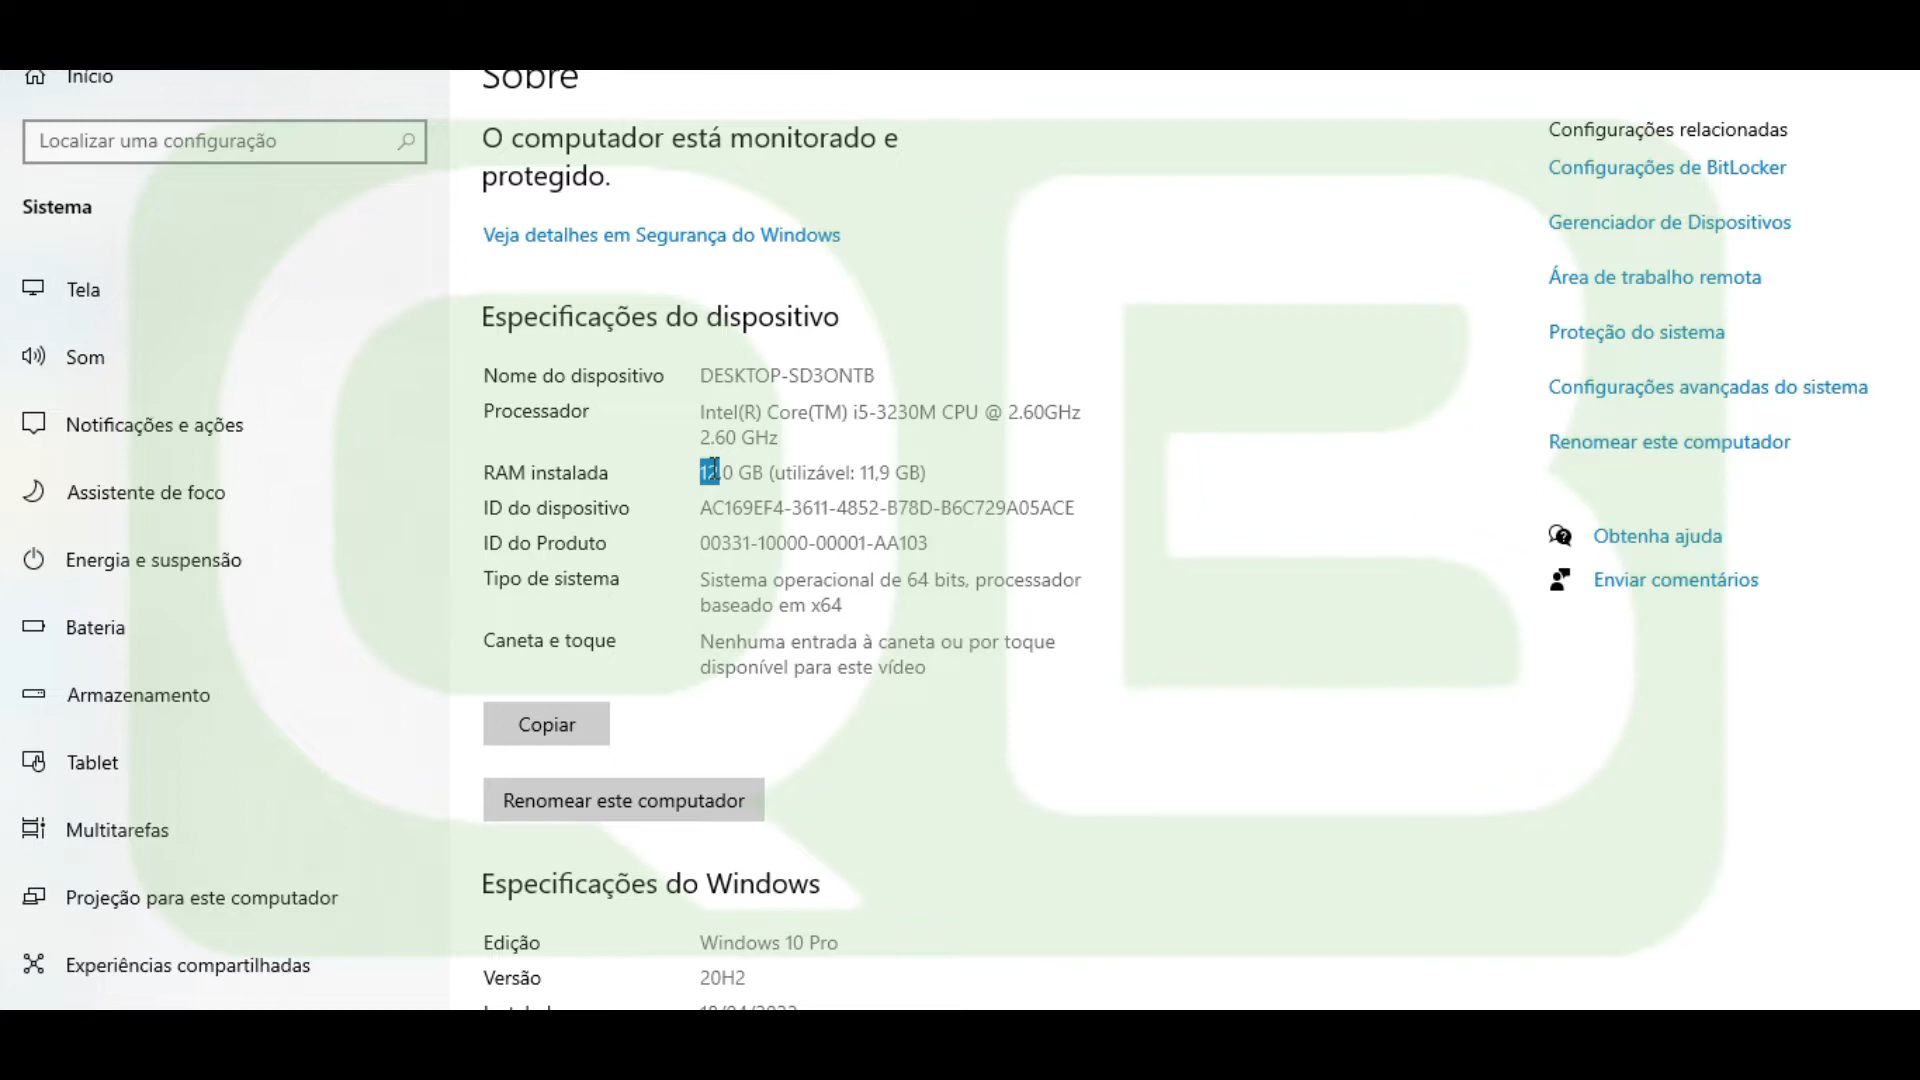 Início
Localizar uma configuração
Sistema
Tela
Som
Notificações e ações
Assistente de foco
Energia e suspensão
Bateria
Armazenamento
Tablet
Multitarefas
Projeção para este computador
Experiências compartilhadas
Sobre
O computador está monitorado e
protegido.
Veja detalhes em Segurança do Windows
Especificações do dispositivo
Nome do dispositivo DESKTOP-SD3ONTB
Processador Intel(R) Core(TM) i5-3230M CPU @ 2.60GHz
2.60 GHz
RAM instalada 12,0 GB (utilizável: 11,9 GB)
ID do dispositivo AC169EF4-3611-4852-B78D-B6C729A05ACE
ID do Produto 00331-10000-00001-AA103
Tipo de sistema Sistema operacional de 64 bits, processador
baseado em x64
Caneta e toque Nenhuma entrada à caneta ou por toque
disponível para este vídeo
Copiar
Renomear este computador
Especificações do Windows
Edição Windows 10 Pro
Versão 20H2
Configurações relacionadas
Configurações de BitLocker
Gerenciador de Dispositivos
Área de trabalho remota
Proteção do sistema
Configurações avançadas do sistema
Renomear este computador
Obtenha ajuda
Enviar comentários
QB